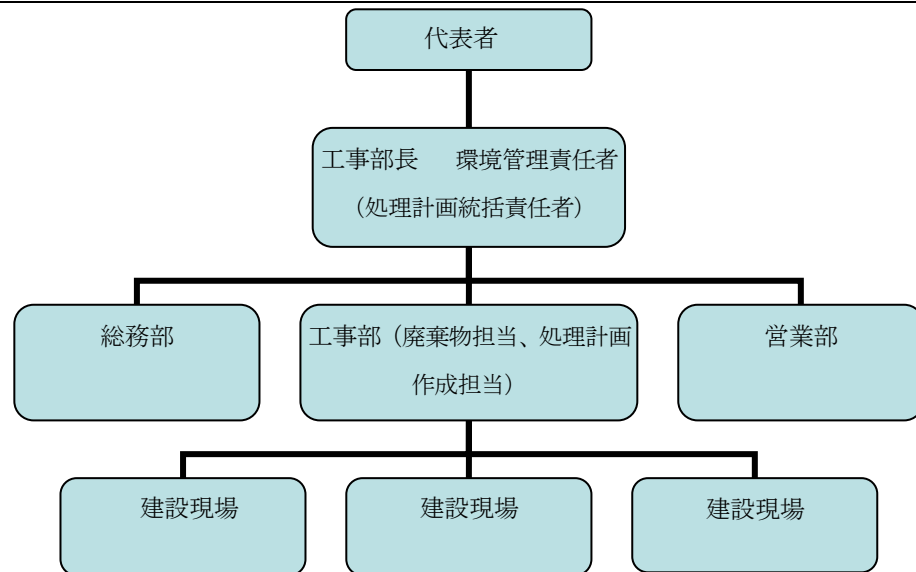 代表者
工事部長　　環境管理責任者
（処理計画統括責任者）
総務部
工事部（廃棄物担当、処理計画
作成担当）
営業部
建設現場
建設現場
建設現場